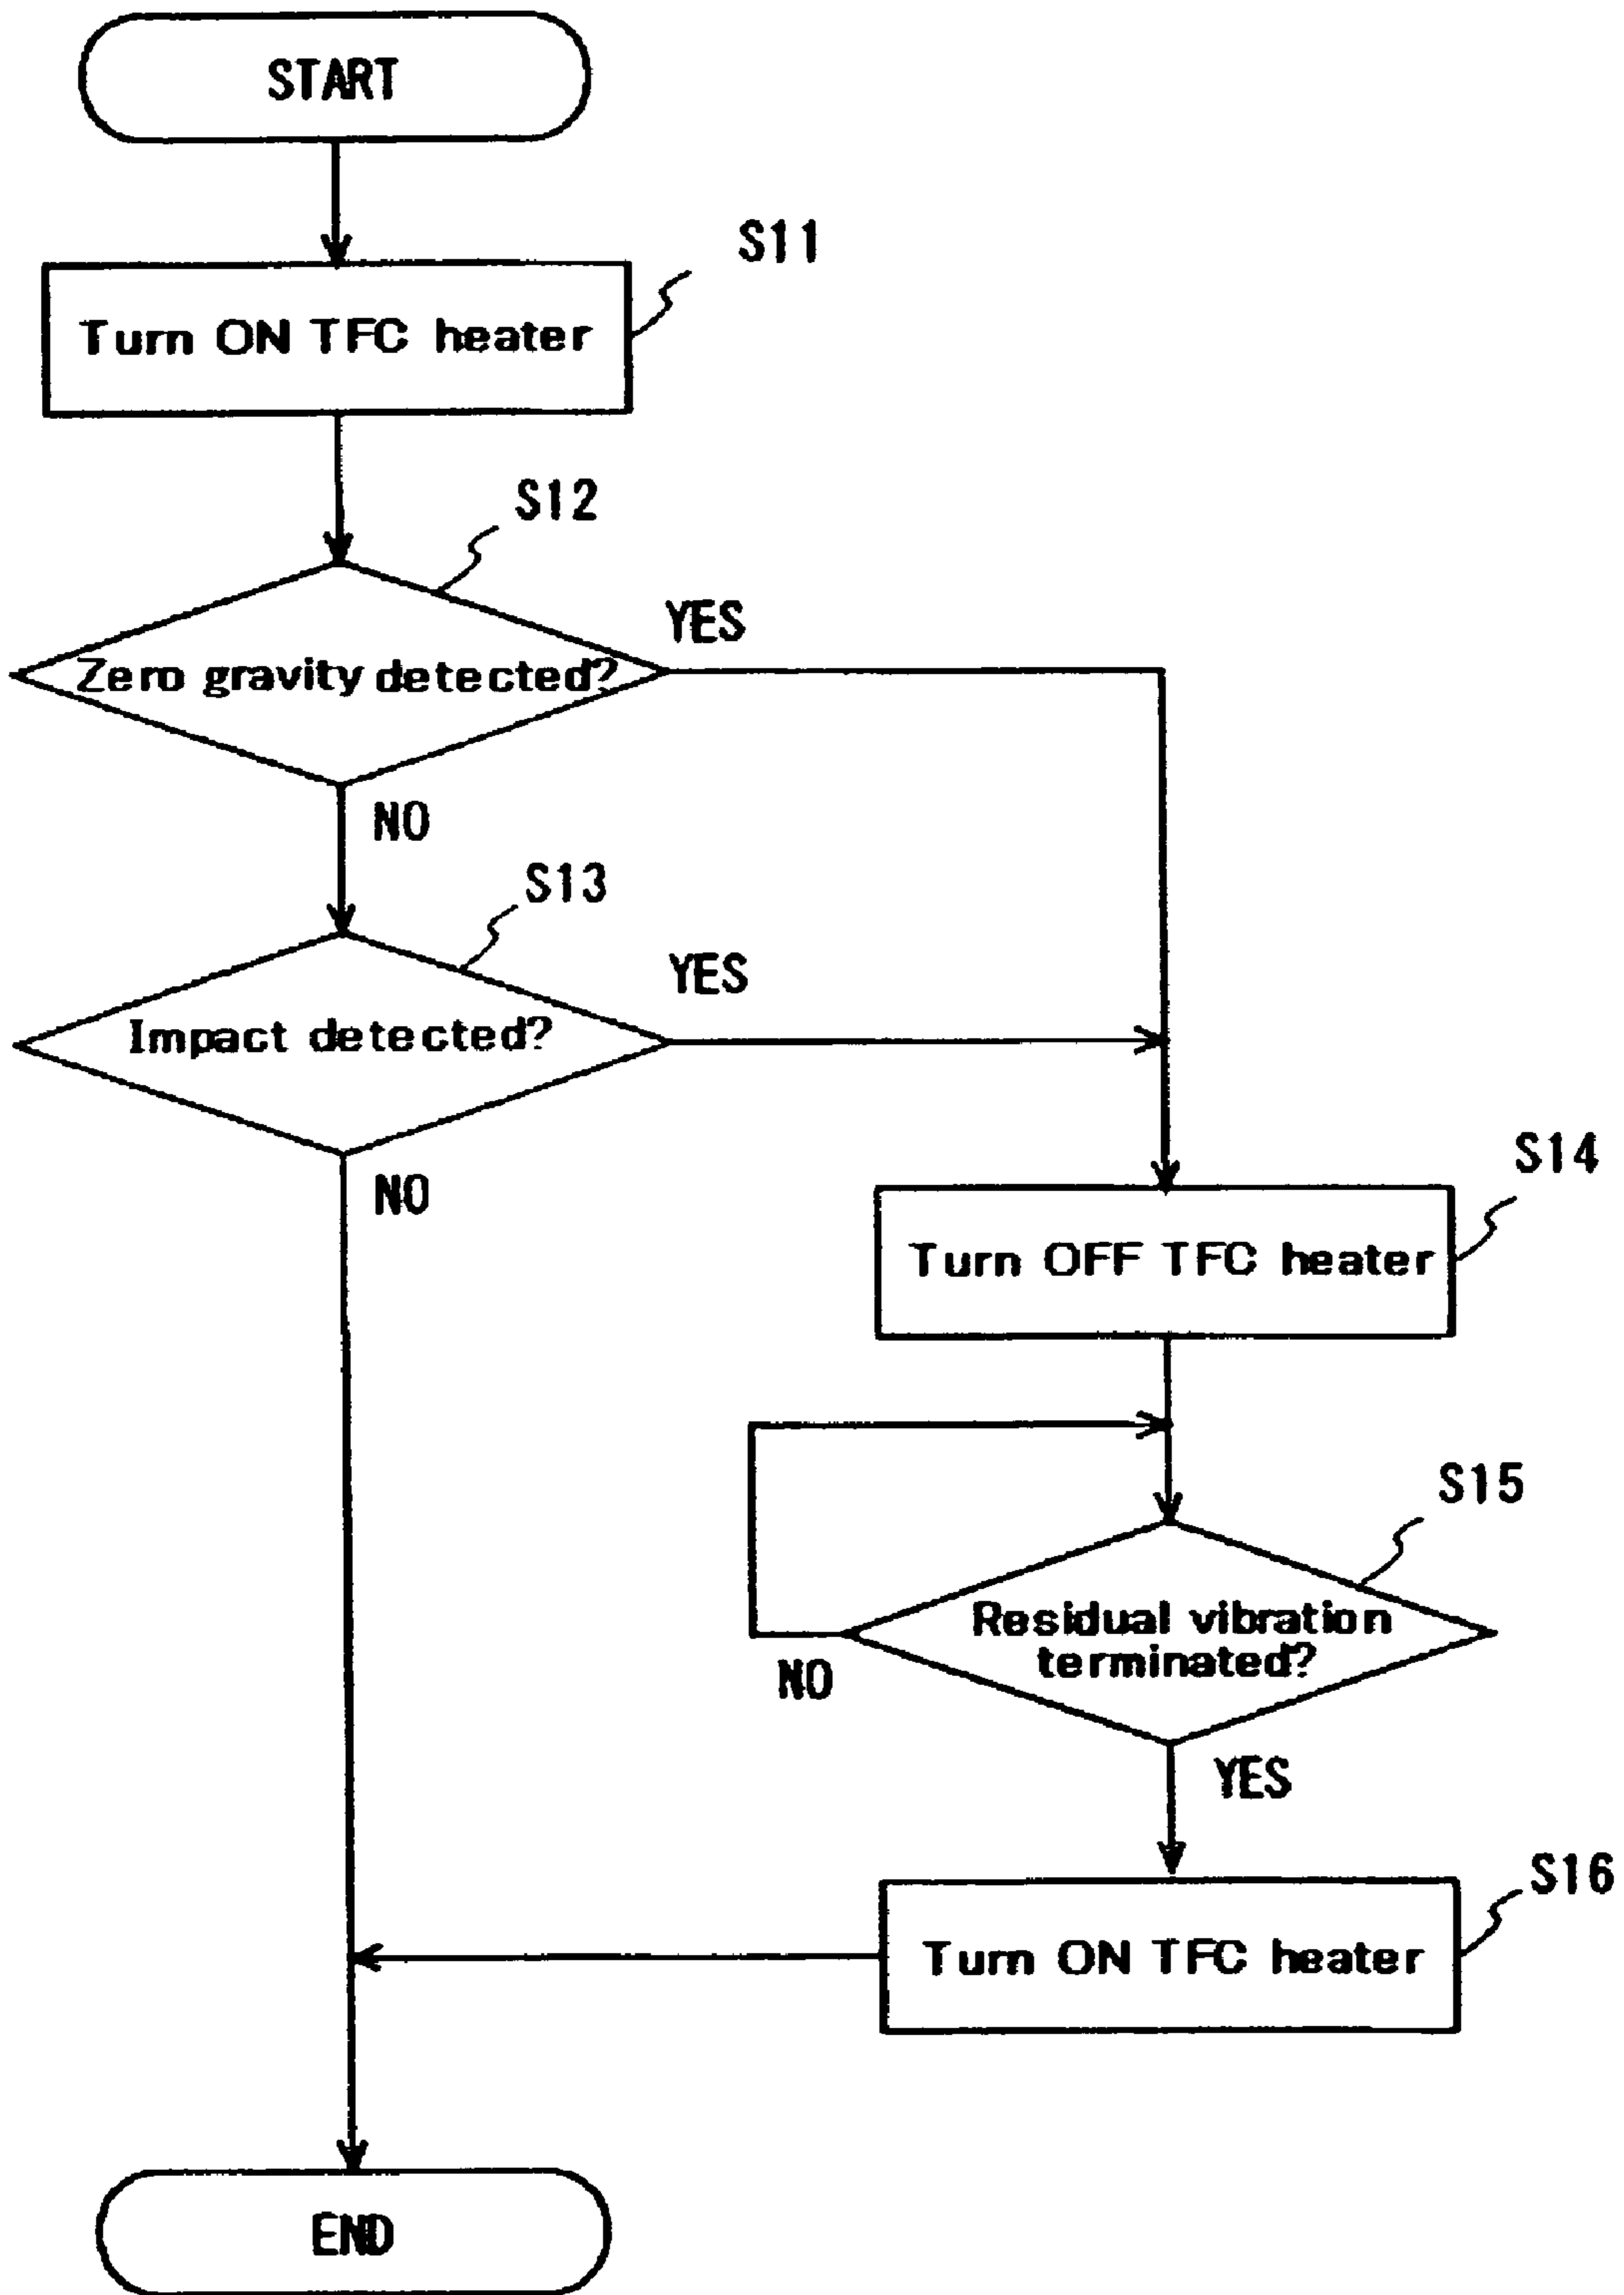 START
S11
Turn ON TFC heater
S12
YES
Zero gravity detected?
NO
S13
YES
Impact detected?
NO
S14
Turn OFF TFC heater
S15
Residual vibration
terminated?
NO
YES
S16
Turn ON TFC heater
END